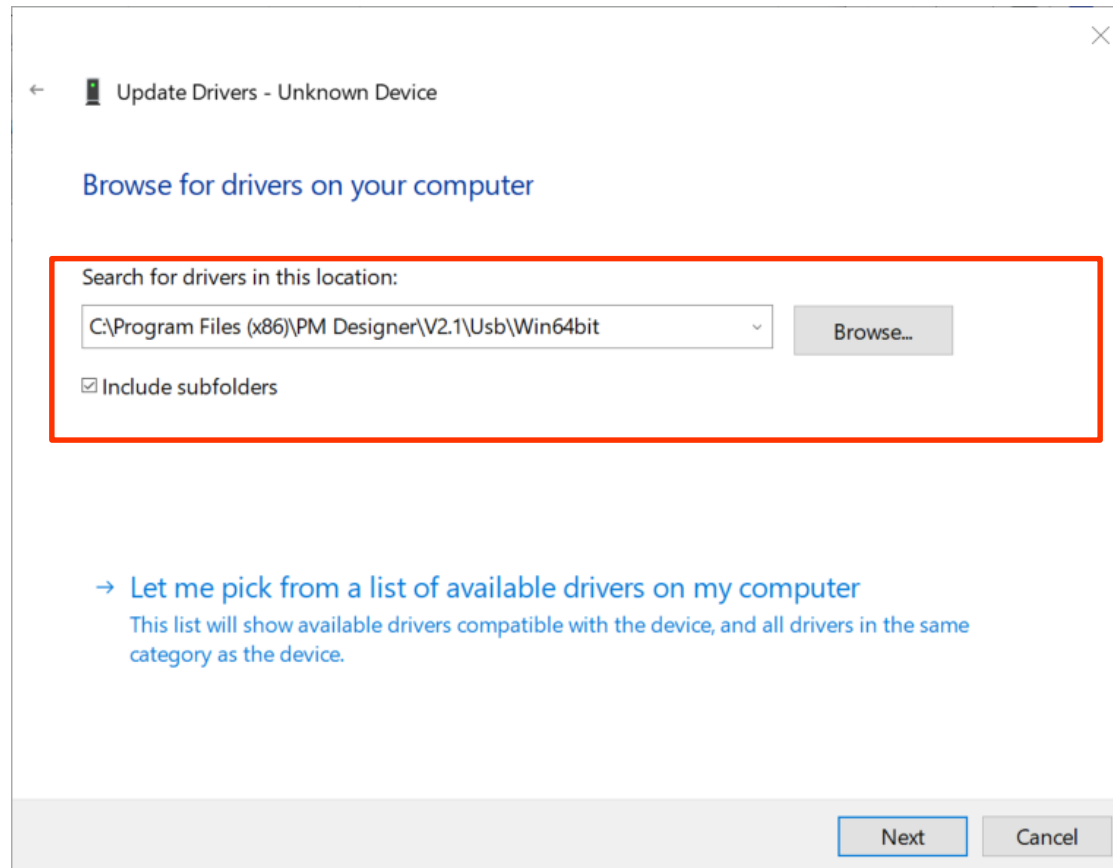 Update Drivers - Unknown Device
Browse for drivers on your computer
Search for drivers in this location:
C:\Program Files (x86)\PM Designer\V2.1\Usb\Win64bit
Browse...
Include subfolders
Let me pick from a list of available drivers on my computer
This list will show available drivers compatible with the device, and all drivers in the same
category as the device.
Next
Cancel